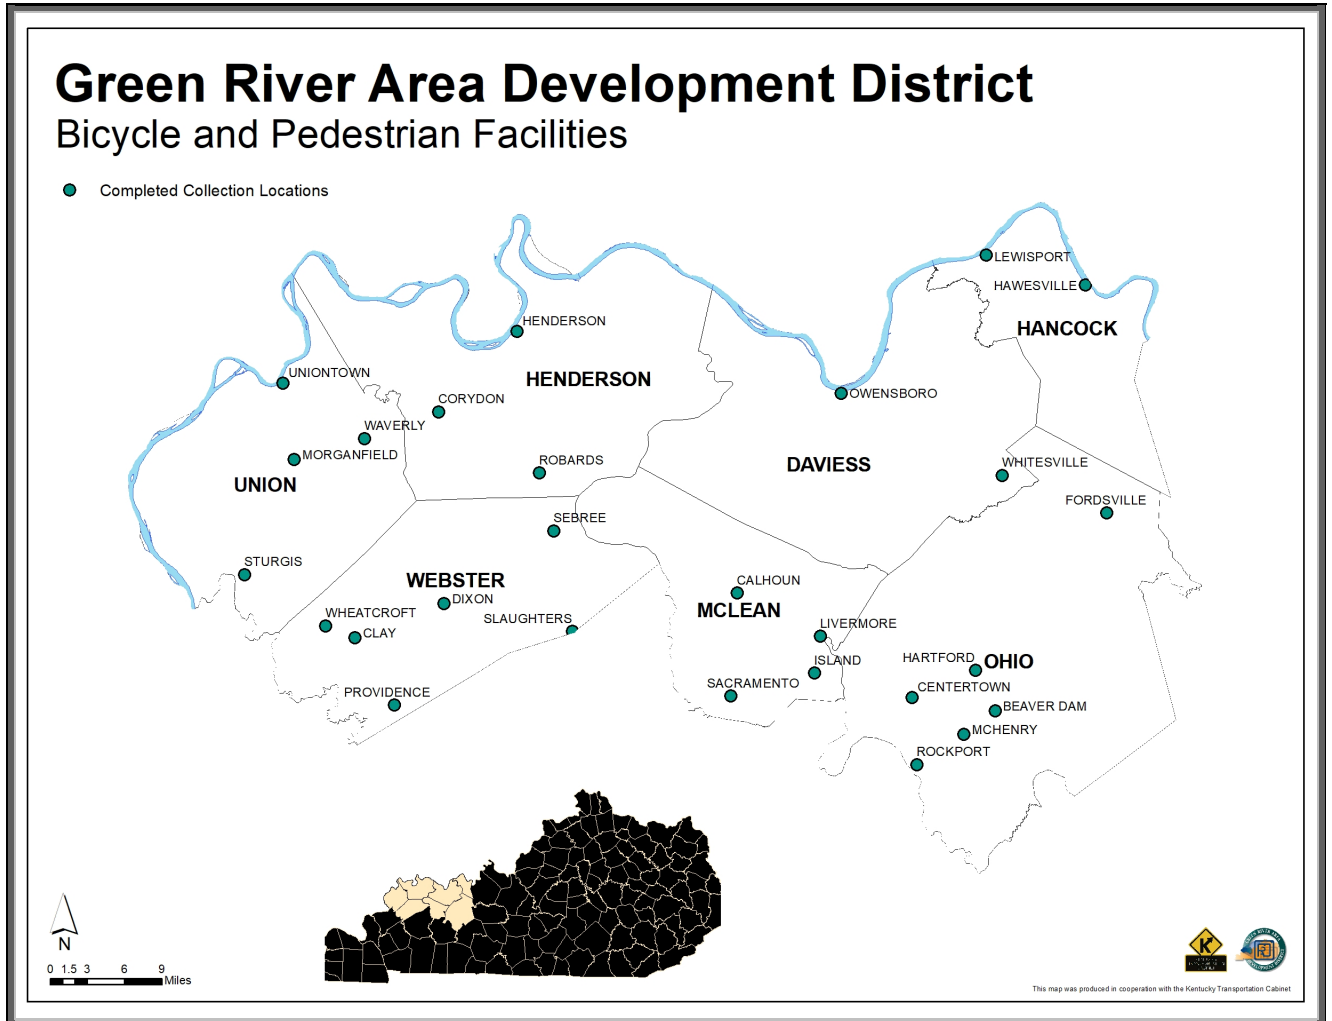 Green River Area Development District
Bicycle and Pedestrian Facilities
Completed Collection Locations
LEWISPORT
HAWESVILLE
HANCOCK
HENDERSON
HENDERSON
UNIONTOWN
CORYDON
OWENSBORO
WAVERLY
MORGANFIELD
ROBARDS
DAVIESS
WHITESVILLE
UNION
FORDSVILLE
SEBREE
STURGIS
WEBSTER
CALHOUN
DIXON
MCLEAN
WHEATCROFT
SLAUGHTERS
LIVERMORE
CLAY
HARTFORD
OHIO
ISLAND
SACRAMENTO
CENTERTOWN
PROVIDENCE
BEAVER DAM
MCHENRY
ROCKPORT
N
0 1.5 3 6 9
Miles
This map was produced in cooperation with the Kentucky Transportation Cabinet